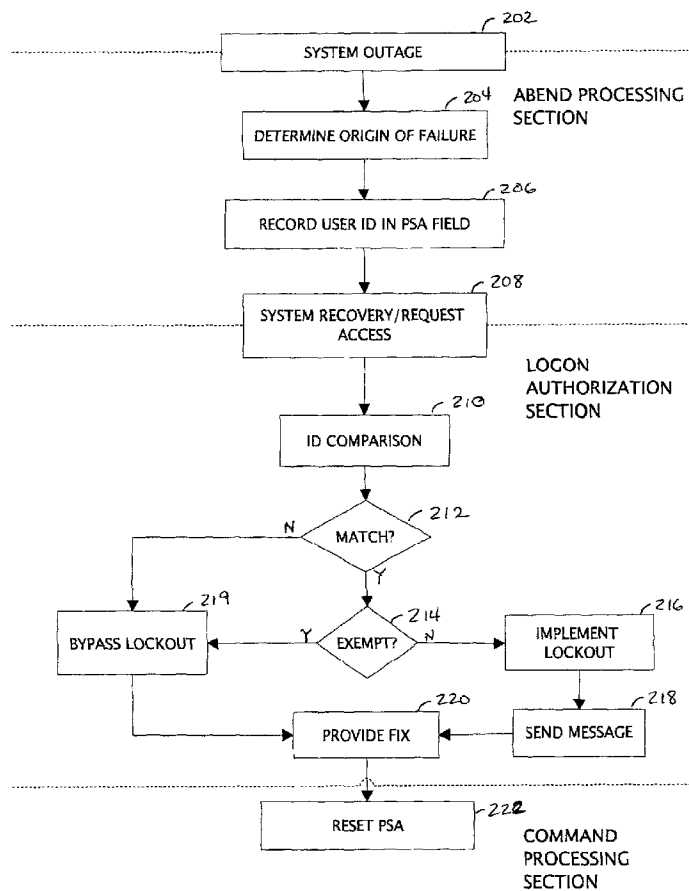 202
SYSTEM OUTAGE
204
ABEND PROCESSING
SECTION
DETERMINE ORIGIN OF FAILURE
206
RECORD USER ID IN PSA FIELD
208
SYSTEM RECOVERY/REQUEST
ACCESS
LOGON
AUTHORIZATION
SECTION
210
ID COMPARISON
212
MATCH?
N
Y
219
BYPASS LOCKOUT
214
EXEMPT?
Y
N
216
IMPLEMENT
LOCKOUT
218
SEND MESSAGE
220
PROVIDE FIX
222
RESET PSA
COMMAND
PROCESSING
SECTION